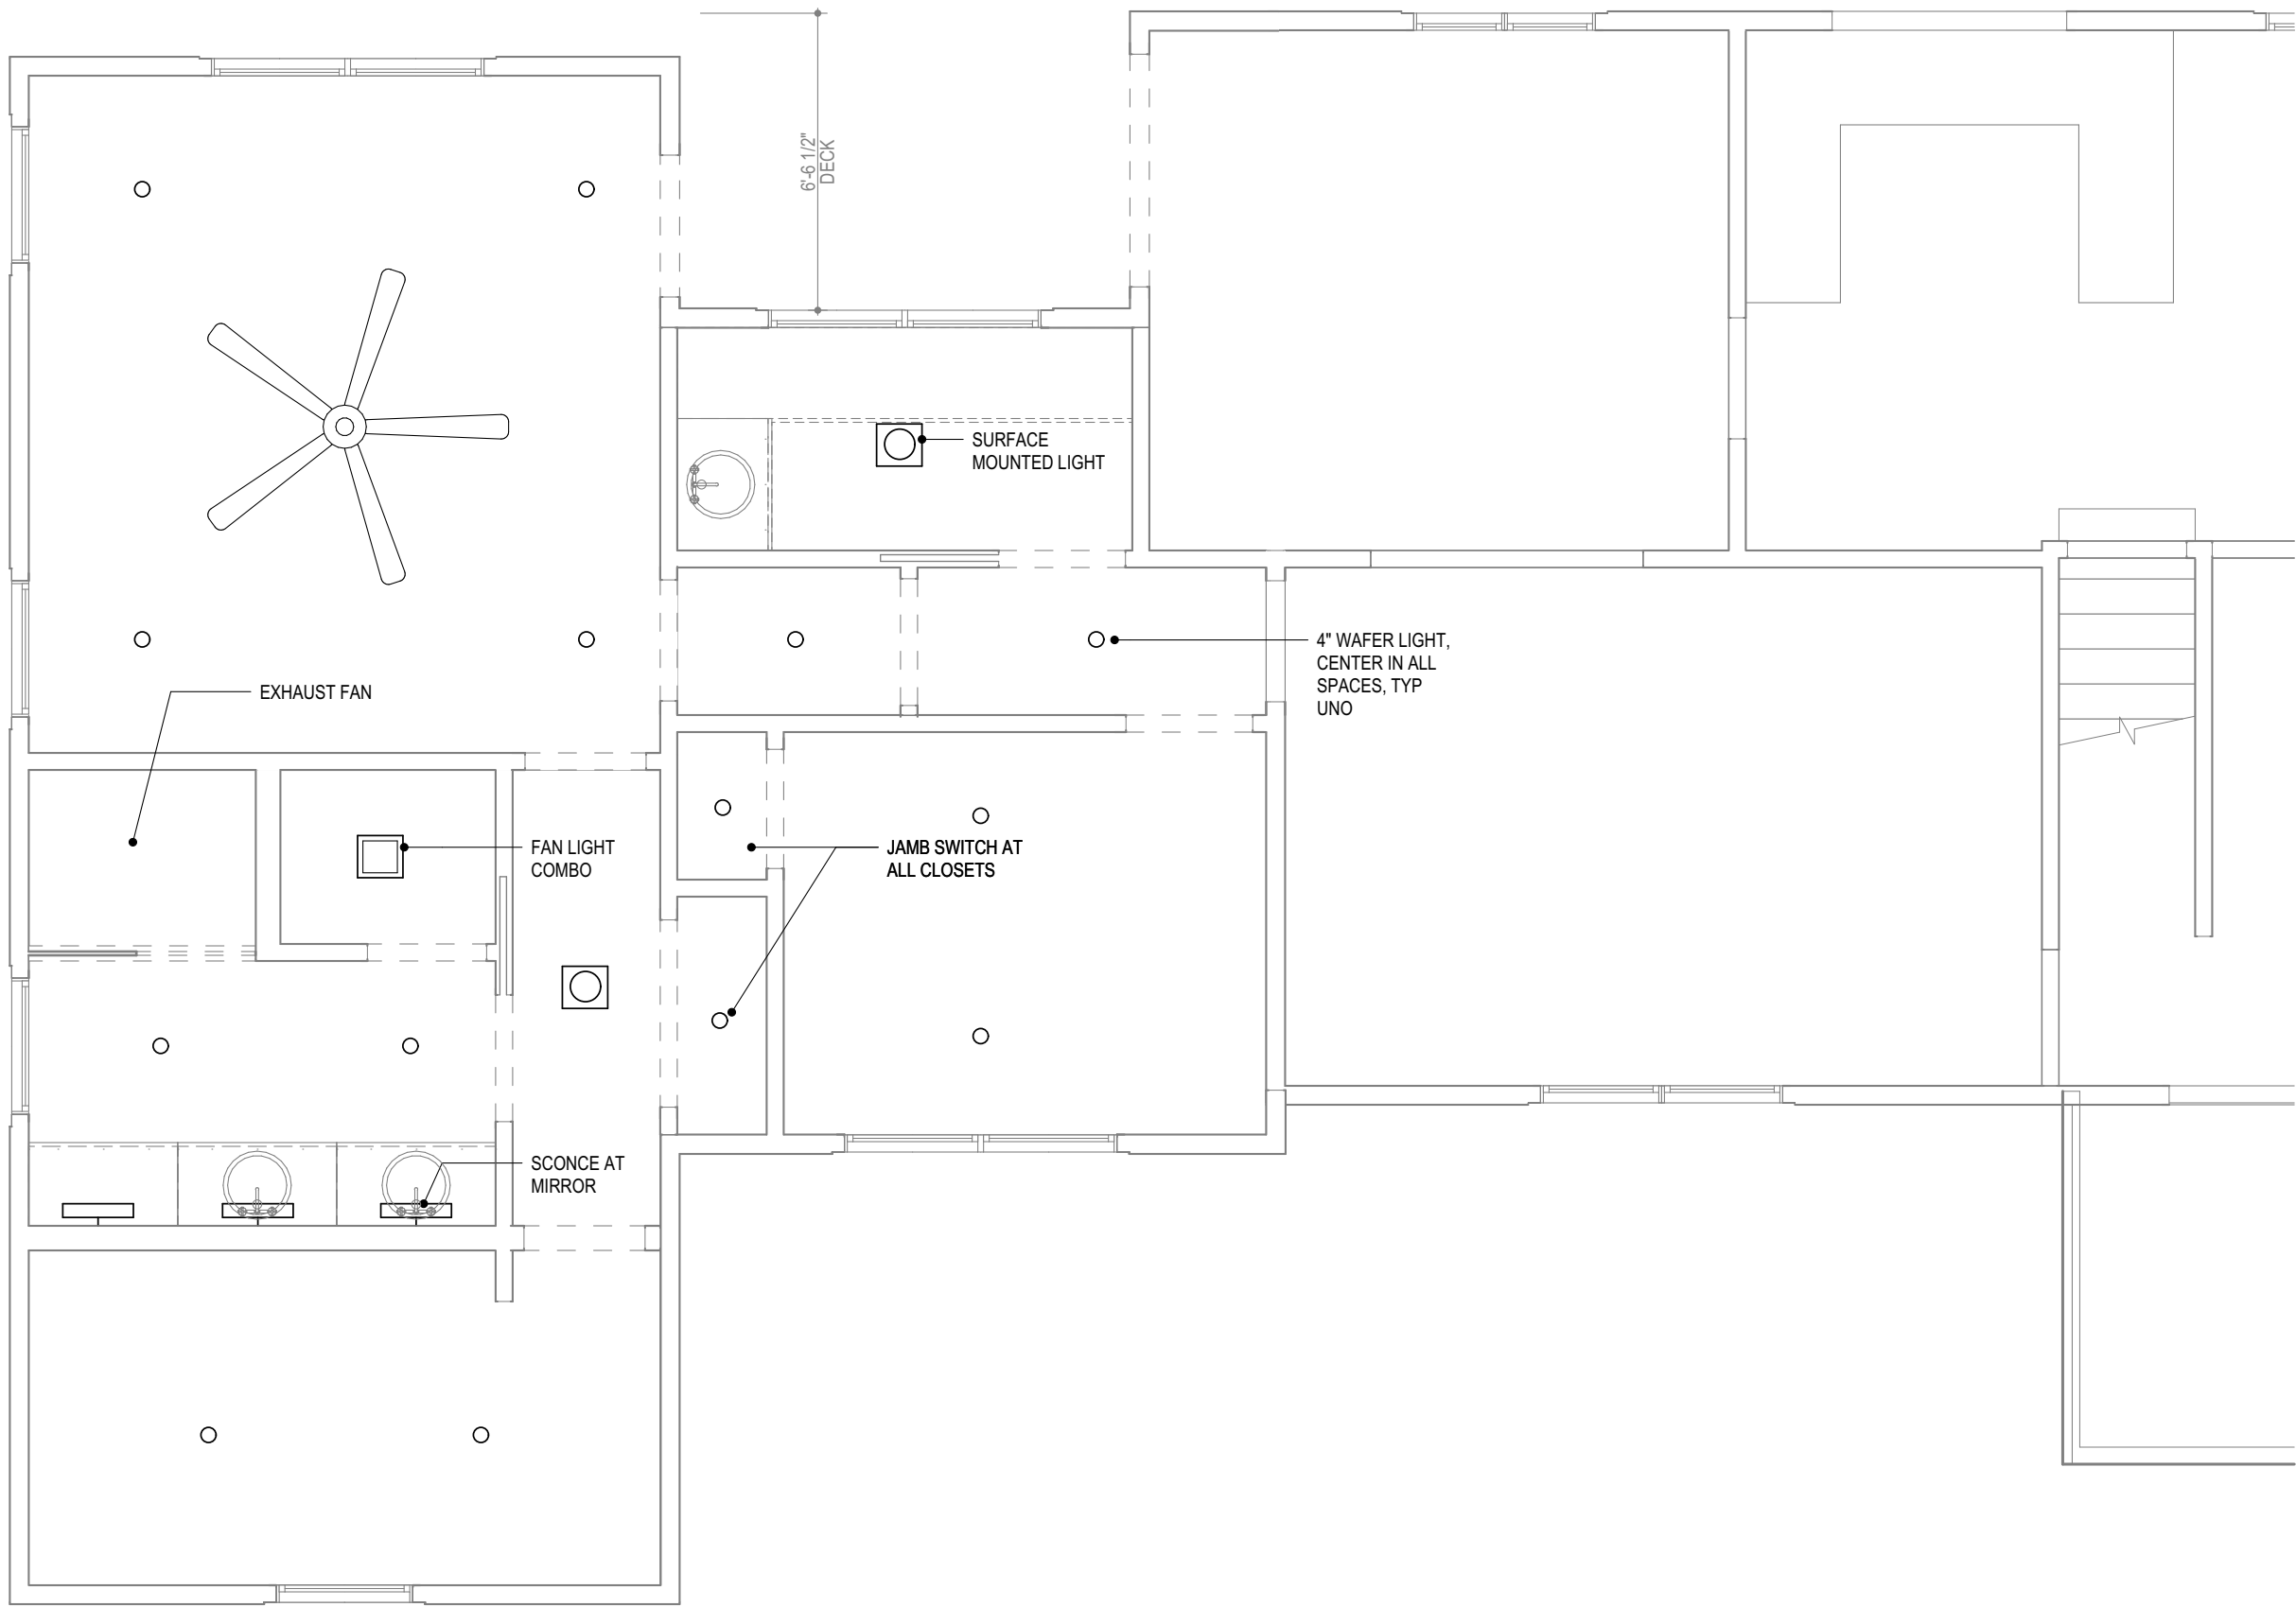 6'-6 1/2"
DECK
SURFACE
MOUNTED LIGHT
4" WAFER LIGHT,
CENTER IN ALL
SPACES, TYP
UNO
EXHAUST FAN
FAN LIGHT
COMBO
JAMB SWITCH AT
ALL CLOSETS
SCONCE AT
MIRROR